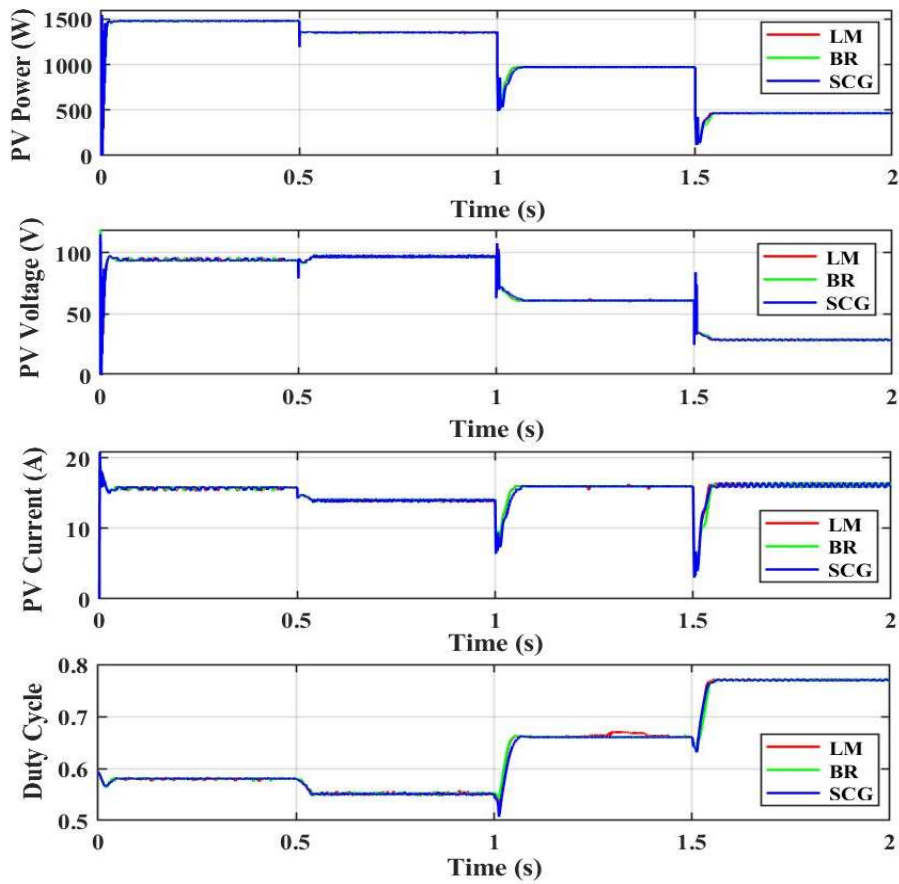 PV Power (W)
1500
1000
500
0
LM
BR
SCG
0 0.5 1 1.5 2
Time (s)
PV Voltage (V)
100
50
0
LM
BR
SCG
0 0.5 1 1.5 2
Time (s)
PV Current (A)
20
10
0
LM
BR
SCG
0 0.5 1 1.5 2
Time (s)
Duty Cycle
0.8
0.7
0.6
0.5
LM
BR
SCG
0 0.5 1 1.5 2
Time (s)